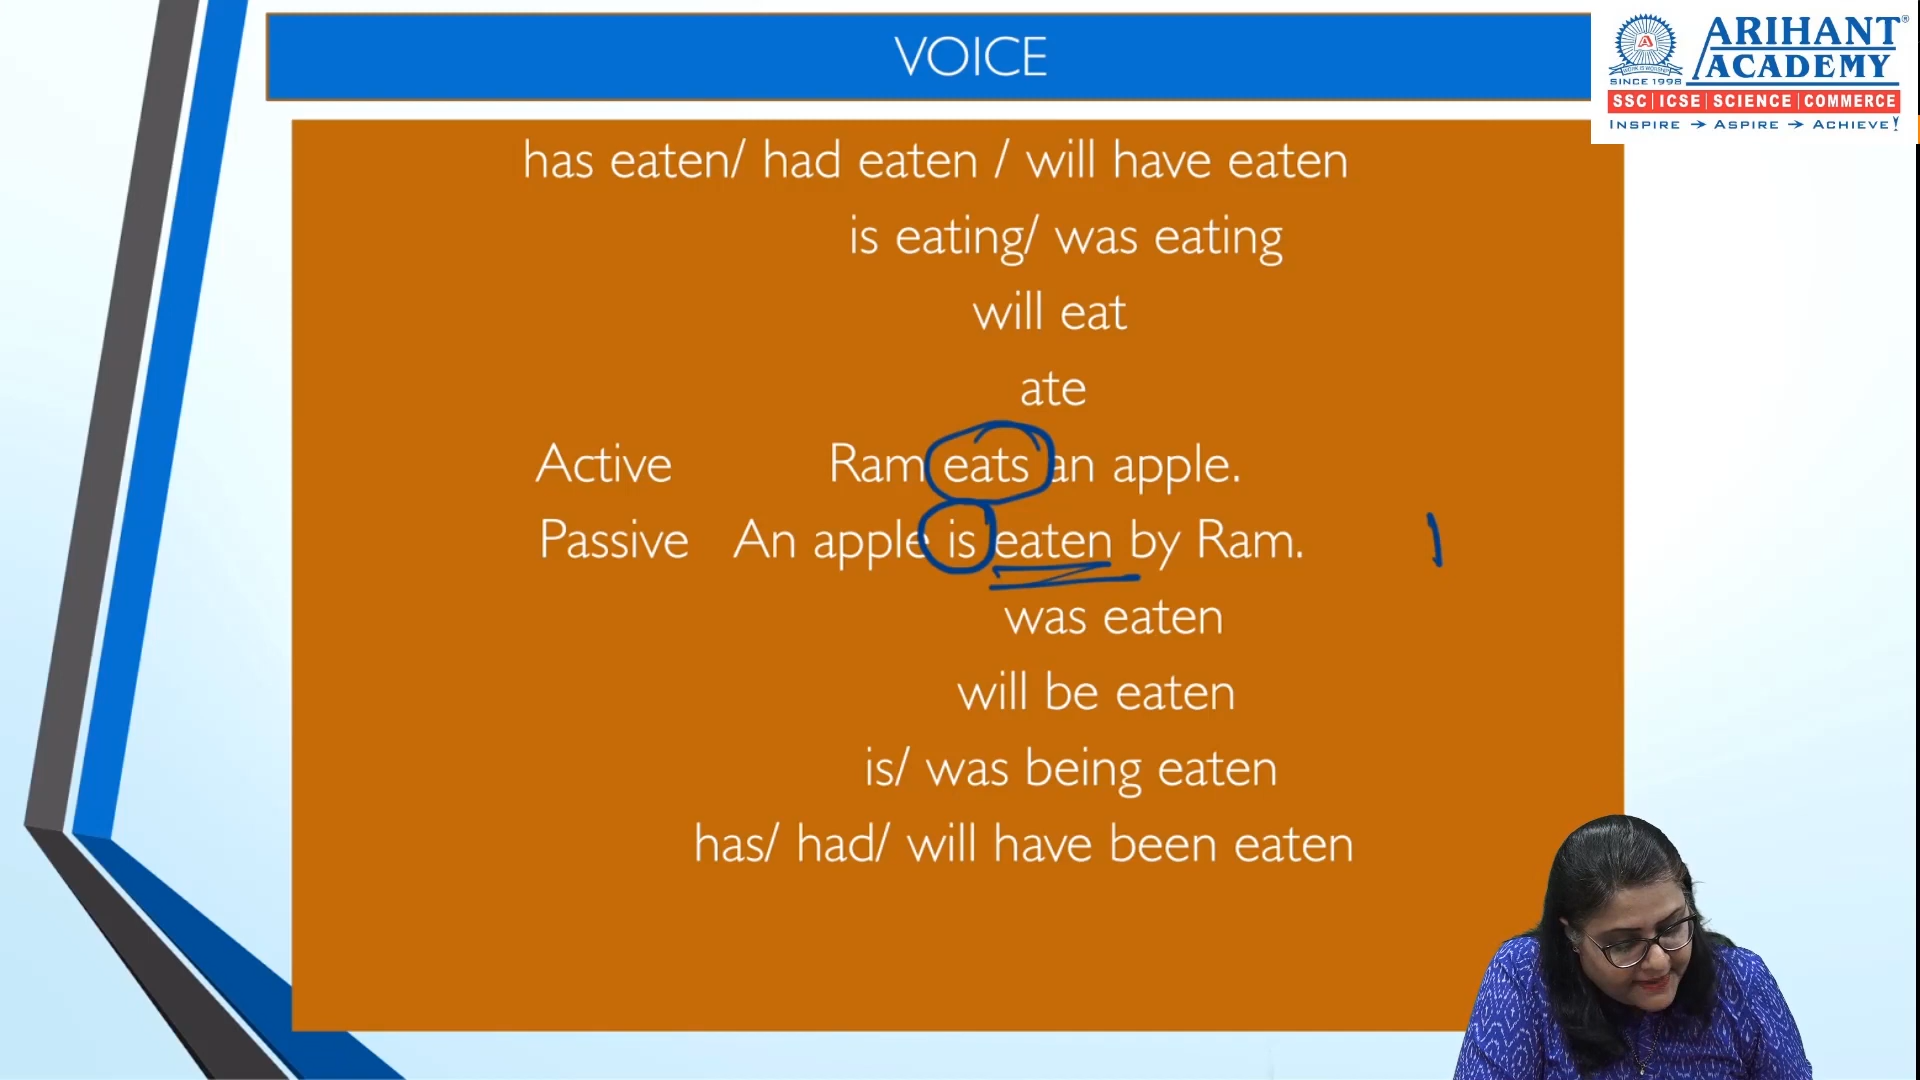 VOICE
ARIHANT®
ACADEMY
SINCE 1998
SSC | ICSE | SCIENCE | COMMERCE
INSPIRE → ASPIRE → ACHIEVE!
has eaten/ had eaten / will have eaten
is eating/ was eating
will eat
ate
Active Ram eats an apple.
Passive An apple is eaten by Ram.
was eaten
will be eaten
is/ was being eaten
has/ had/ will have been eaten